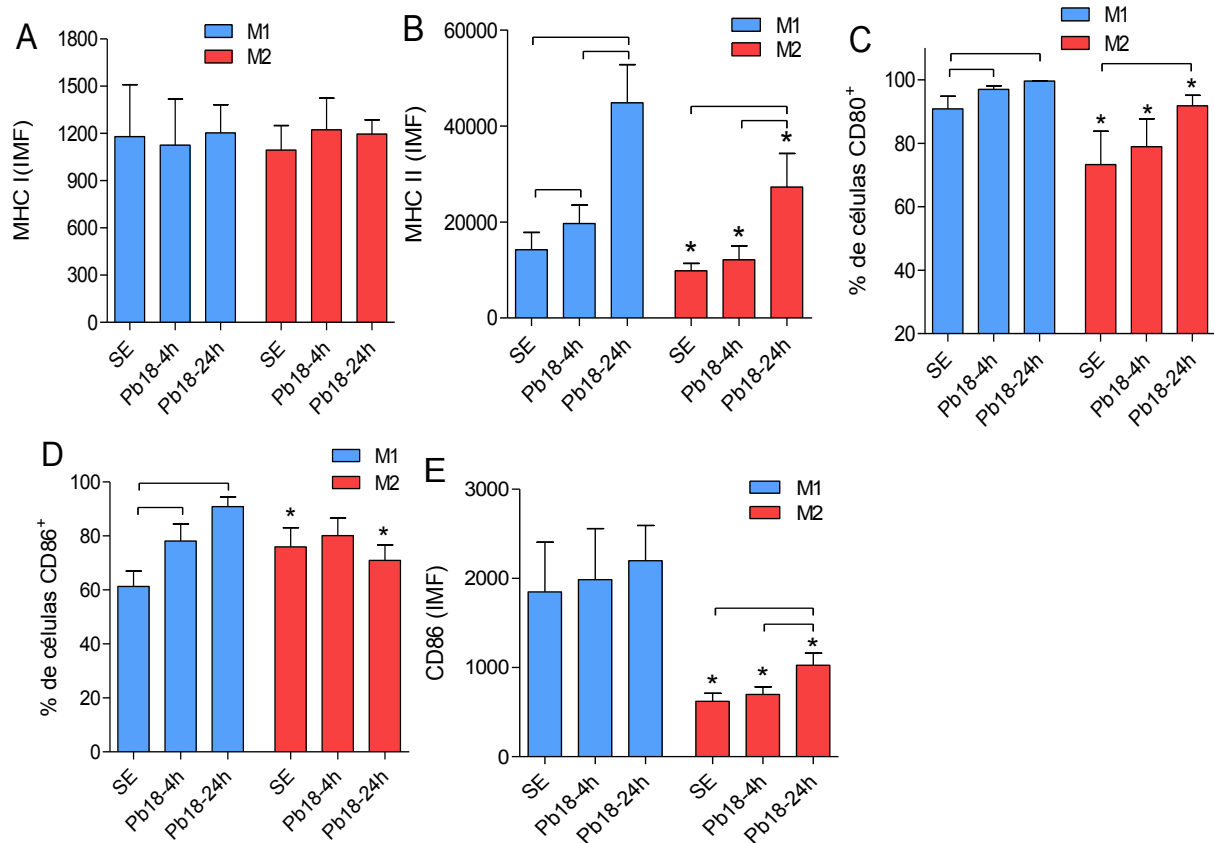 A
M1
M2
MHC I(IMF)
1800
1500
1200
900
600
300
0
SE
Pb18-4h
Pb18-24h
SE
Pb18-4h
Pb18-24h
B
M1
M2
MHC II (IMF)
60000
40000
20000
0
*
*
*
SE
Pb18-4h
Pb18-24h
SE
Pb18-4h
Pb18-24h
C
M1
M2
% de células CD80+
100
80
60
40
20
*
*
*
SE
Pb18-4h
Pb18-24h
SE
Pb18-4h
Pb18-24h
D
M1
M2
% de células CD86+
100
80
60
40
20
0
*
*
SE
Pb18-4h
Pb18-24h
SE
Pb18-4h
Pb18-24h
E
M1
M2
CD86 (IMF)
3000
2000
1000
0
*
*
*
SE
Pb18-4h
Pb18-24h
SE
Pb18-4h
Pb18-24h